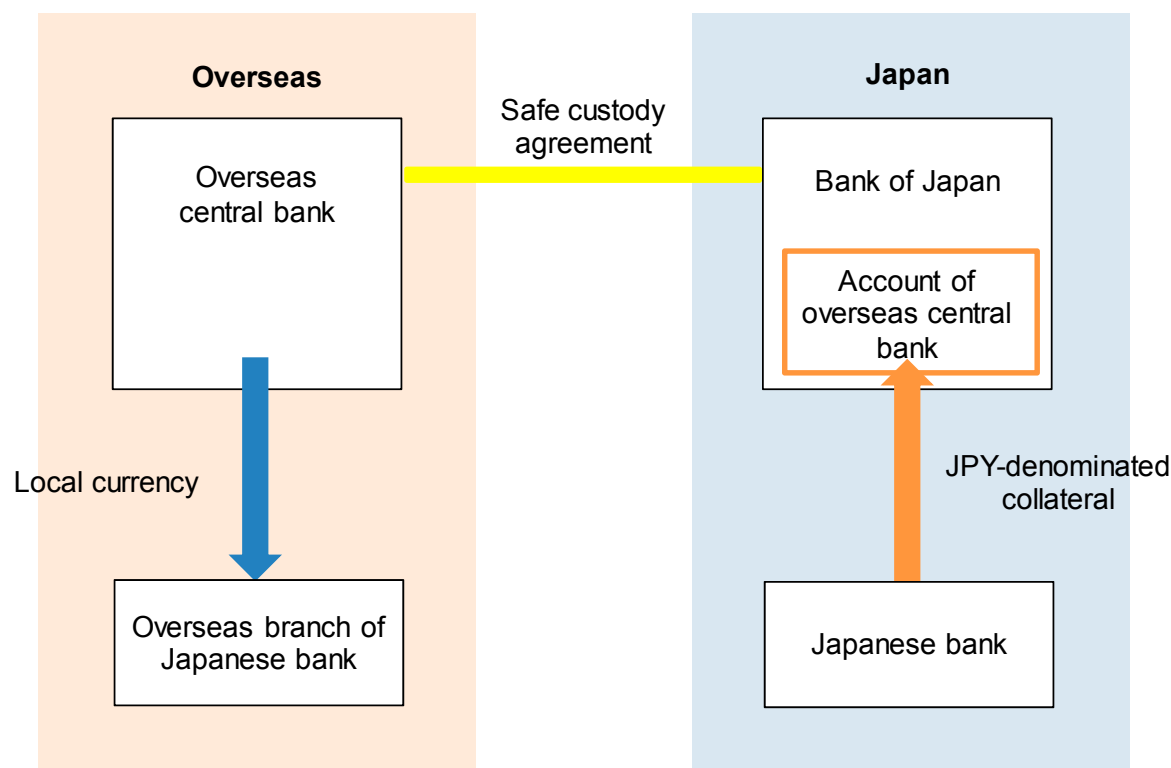 Overseas
Japan
Safe custody
agreement
Overseas
central bank
Bank of Japan
Account of
overseas central
bank
Local currency
JPY-denominated
collateral
Overseas branch of
Japanese bank
Japanese bank